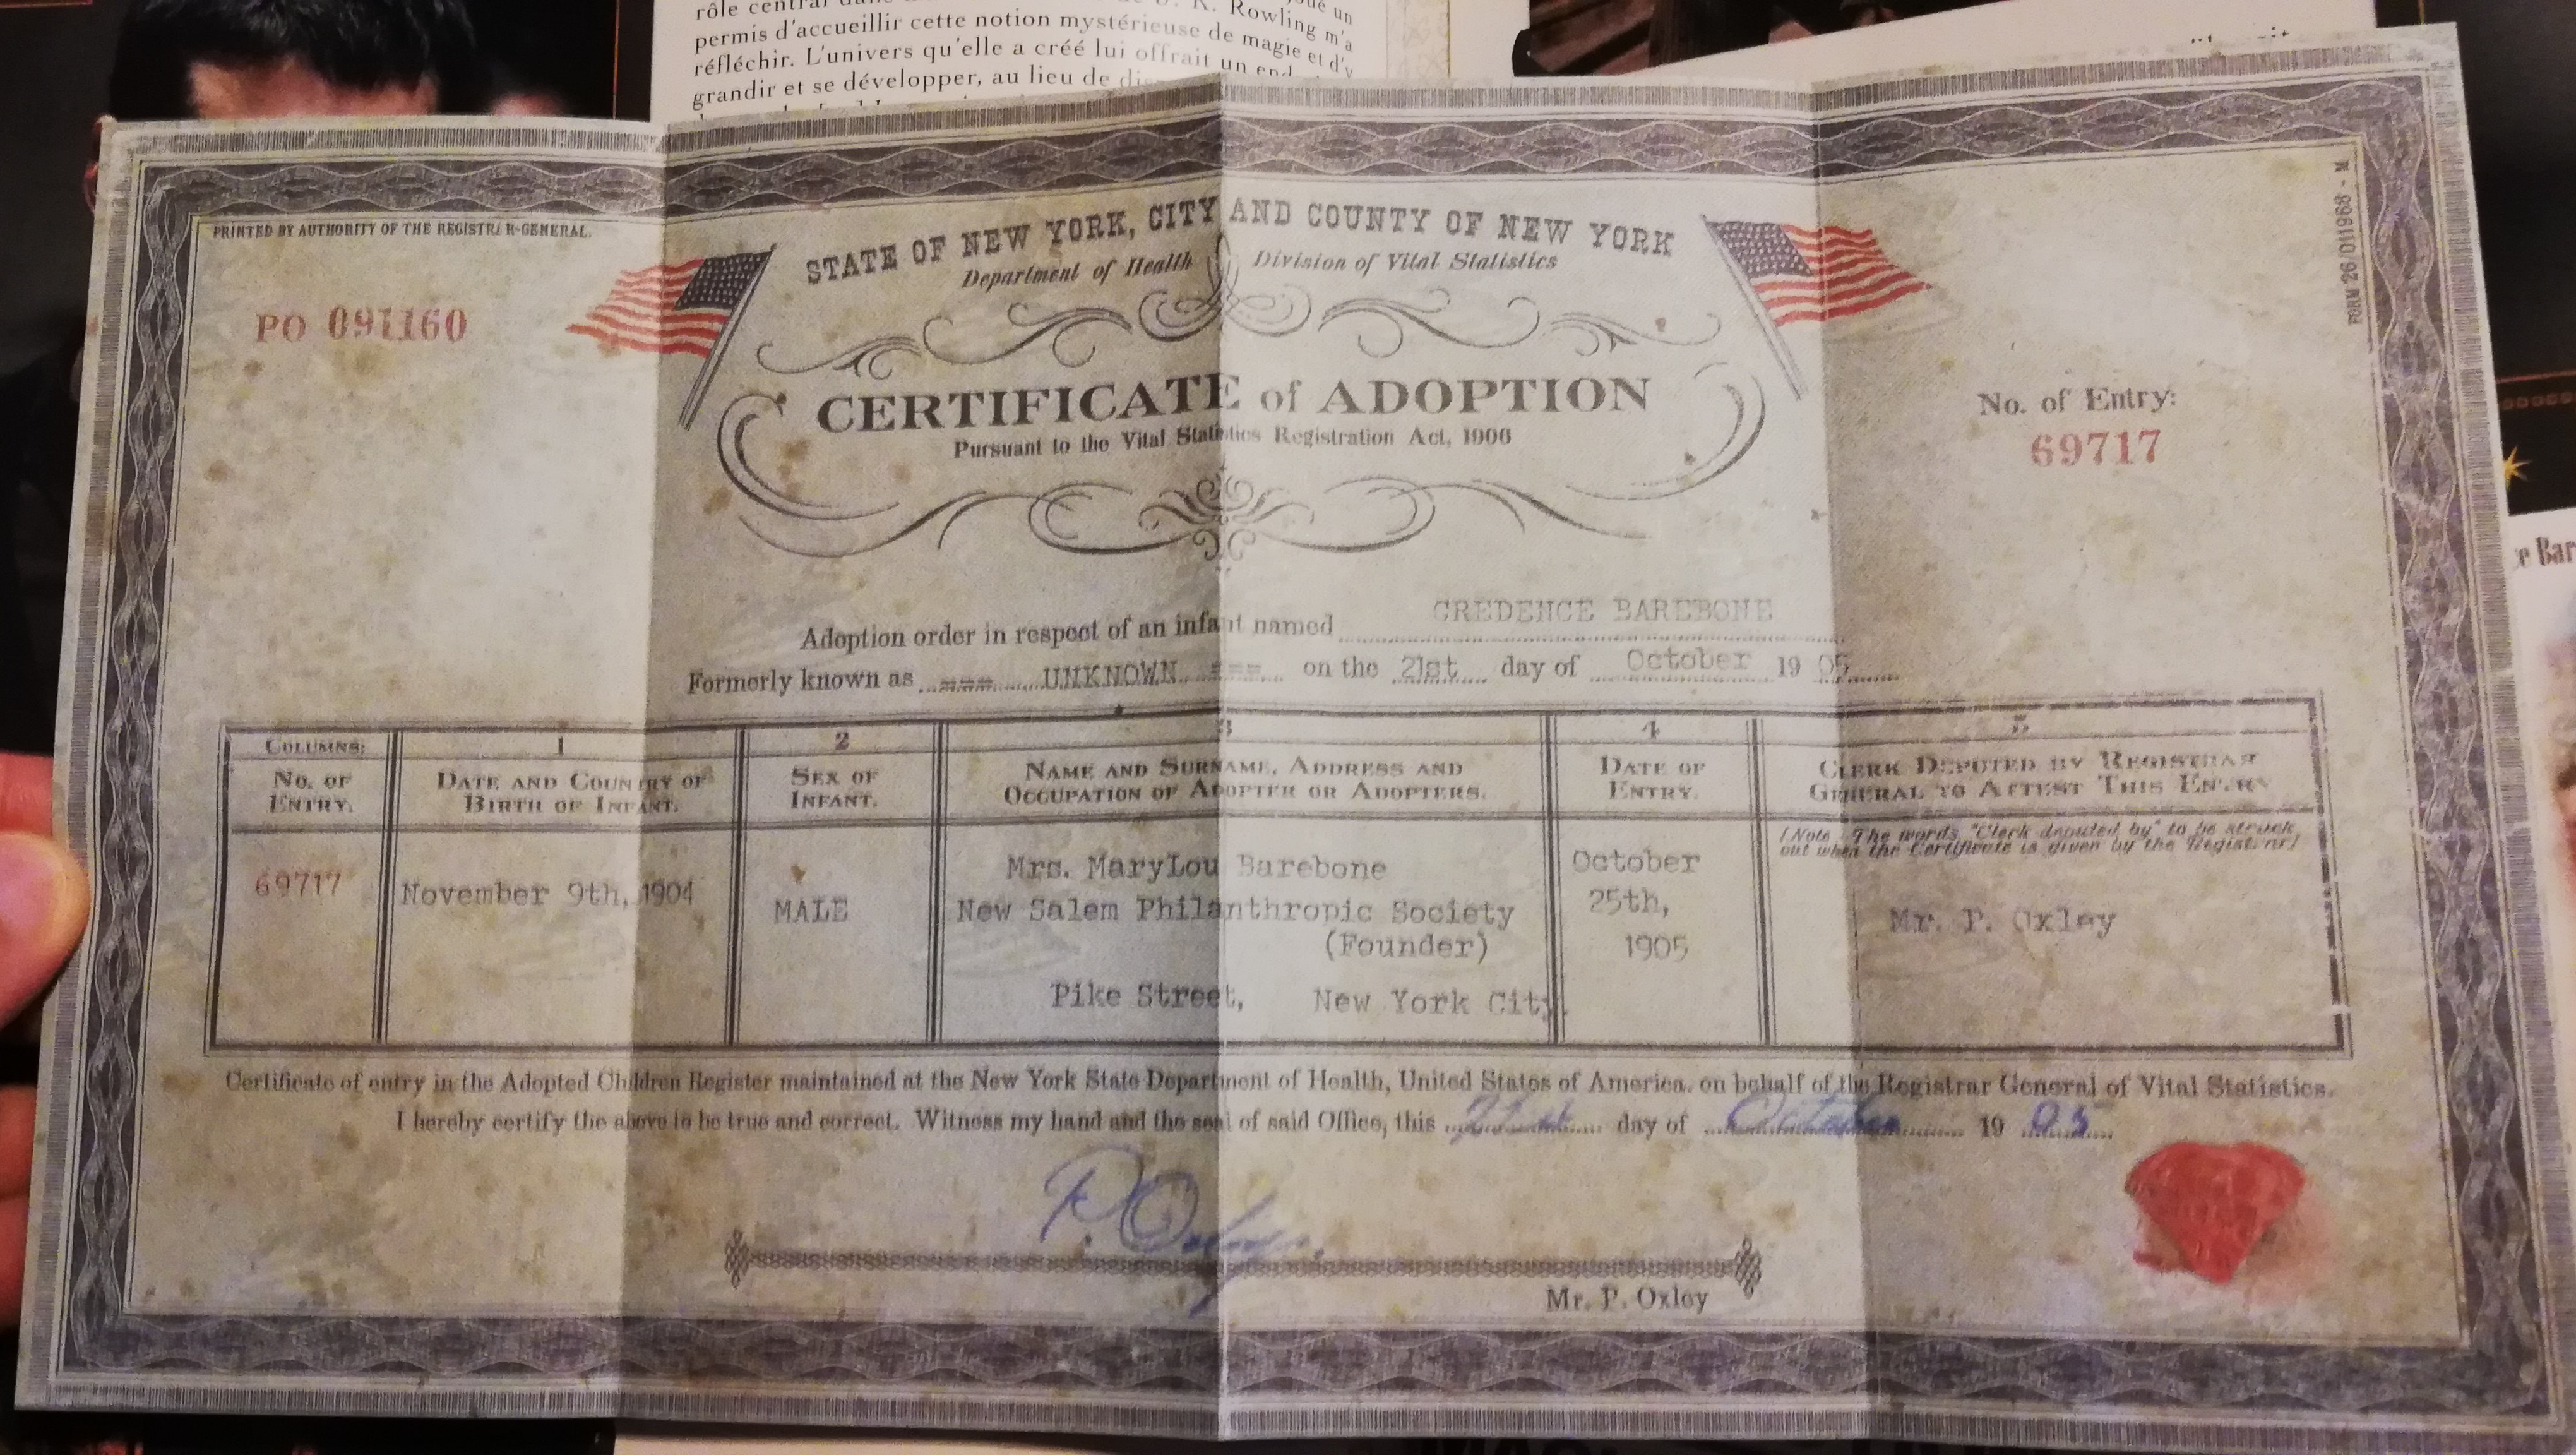 rôle central
K. Rowling m'a
permis d'accueillir cette notion mystérieuse de magie et d'y
réfléchir. L'univers qu'elle a créé lui offrait un
grandir et se développer, au lieu de
PRINTED BY AUTHORITY OF THE REGISTRAR-GENERAL.
FORM 26/011968 - M
STATE OF NEW YORK, CITY AND COUNTY OF NEW YORK
Department of Health Division of Vital Statistics
PO 091160
CERTIFICATE of ADOPTION
Pursuant to the Vital Statistics Registration Act, 1906
No. of Entry:
69717
Adoption order in respect of an infant named CREDENCE BAREBONE
Formerly known as === UNKNOWN === on the 21st day of October 19 05
COLUMNS: 1 2 3 4 5
NO. OF ENTRY.
DATE AND COUNTRY OF BIRTH OF INFANT.
SEX OF INFANT.
NAME AND SURNAME, ADDRESS AND OCCUPATION OF ADOPTER OR ADOPTERS.
DATE OF ENTRY.
CLERK DEPUTED BY REGISTRAR GENERAL TO ATTEST THIS ENTRY
(Note - The words "Clerk deputed by" to be struck
out when the Certificate is given by the Registrar)
69717
November 9th, 1904
MALE
Mrs. MaryLou Barebone
New Salem Philanthropic Society
(Founder)
Pike Street, New York City.
October
25th,
1905
Mr. P. Oxley
Certificate of entry in the Adopted Children Register maintained at the New York State Department of Health, United States of America. on behalf of the Registrar General of Vital Statistics.
I hereby certify the above to be true and correct. Witness my hand and the seal of said Office, this 21st day of October 19 05
P. Oxley
Mr. P. Oxley